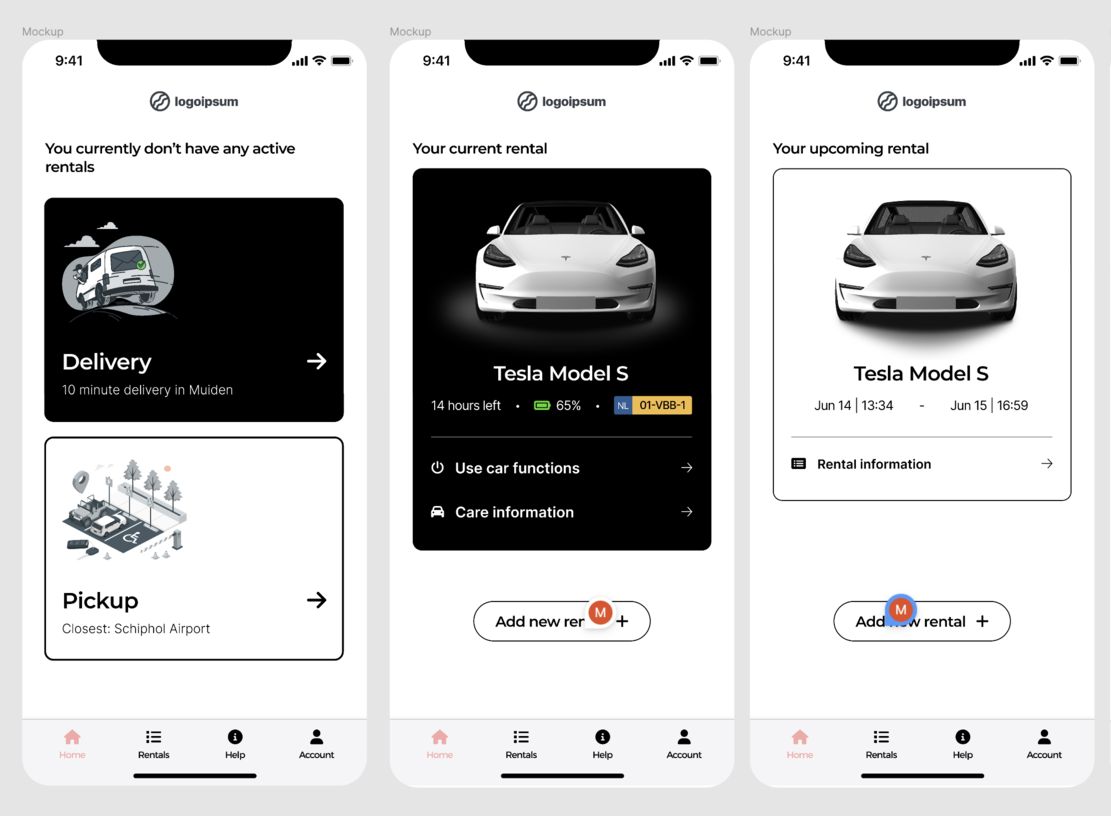 Mockup
9:41
logoipsum
You currently don't have any active
rentals
Delivery
10 minute delivery in Muiden
Pickup
Closest: Schiphol Airport
Home
Rentals
Help
Account
Mockup
9:41
logoipsum
Your current rental
Tesla Model S
14 hours left • 65% • NL 01-VBB-1
Use car functions
Care information
Add new ren M +
Home
Rentals
Help
Account
Mockup
9:41
logoipsum
Your upcoming rental
Tesla Model S
Jun 14 | 13:34 - Jun 15 | 16:59
Rental information
M
Add new rental +
Home
Rentals
Help
Account